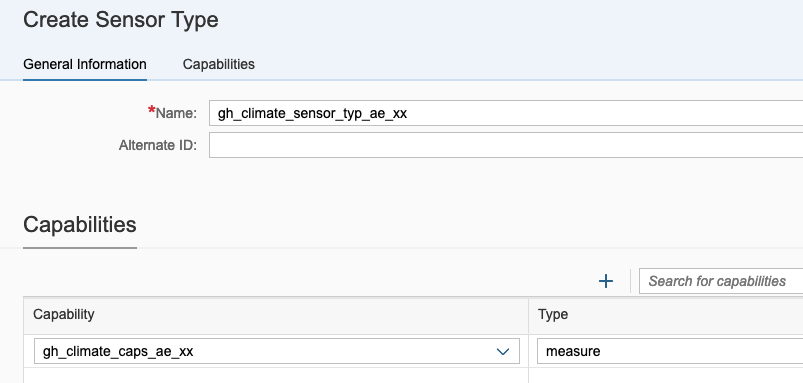 Create Sensor Type
General Information Capabilities
*Name: gh_climate_sensor_typ_ae_xx
Alternate ID:
Capabilities
+ Search for capabilities
Capability Type
gh_climate_caps_ae_xx measure